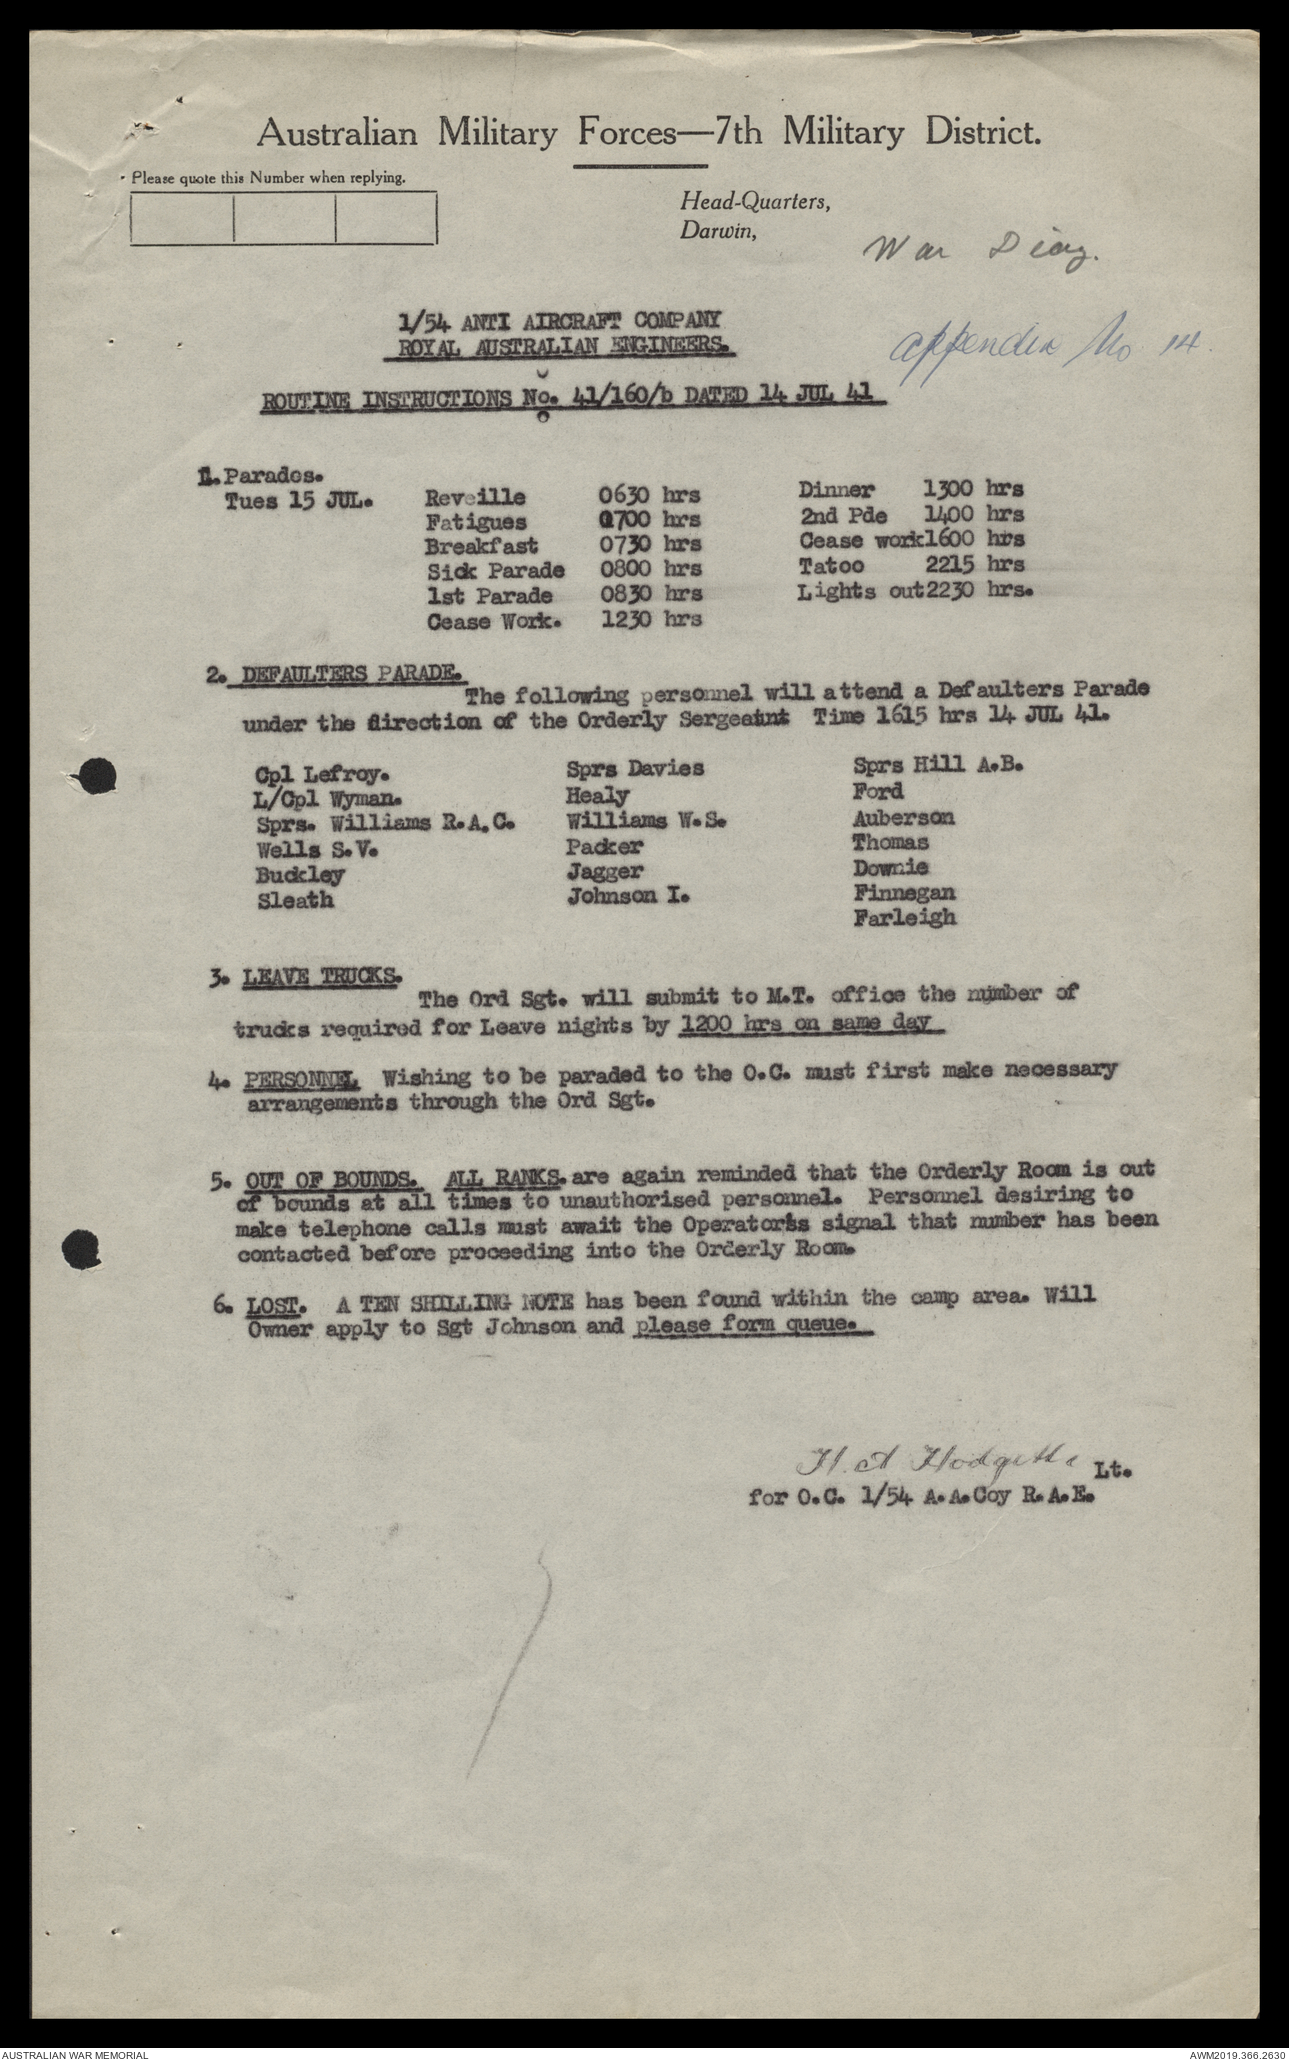 Australian Military Forces—7th Military District.
Please quote this Number when replying.
Head-Quarters,
Darwin,
War Diary.
1/54 ANTI AIRCRAFT COMPANY
ROYAL AUSTRALIAN ENGINEERS.
appendix No 14.
ROUTINE INSTRUCTIONS No. 41/160/b DATED 14 JUL 41
1. Parades.
Tues 15 JUL. Reveille 0630 hrs Dinner 1300 hrs
Fatigues 0700 hrs 2nd Pde 1400 hrs
Breakfast 0730 hrs Cease work 1600 hrs
Sick Parade 0800 hrs Tatoo 2215 hrs
1st Parade 0830 hrs Lights out 2230 hrs.
Cease Work. 1230 hrs
2. DEFAULTERS PARADE.
The following personnel will attend a Defaulters Parade
under the direction of the Orderly Sergeant Time 1615 hrs 14 JUL 41.
Cpl Lefroy. Sprs Davies Sprs Hill A.B.
L/Cpl Wyman. Healy Ford
Sprs. Williams R.A.C. Williams W.S. Auberson
Wells S.V. Packer Thomas
Buckley Jagger Downie
Sleath Johnson I. Finnegan
Farleigh
3. LEAVE TRUCKS.
The Ord Sgt. will submit to M.T. office the number of
trucks required for Leave nights by 1200 hrs on same day
4. PERSONNEL Wishing to be paraded to the O.C. must first make necessary
arrangements through the Ord Sgt.
5. OUT OF BOUNDS. ALL RANKS. are again reminded that the Orderly Room is out
of bounds at all times to unauthorised personnel. Personnel desiring to
make telephone calls must await the Operator's signal that number has been
contacted before proceeding into the Orderly Room.
6. LOST. A TEN SHILLING NOTE has been found within the camp area. Will
Owner apply to Sgt Johnson and please form queue.
H.A Hodgetts Lt.
for O.C. 1/54 A.A.Coy R.A.E.
AUSTRALIAN WAR MEMORIAL
AWM2019.366.2630